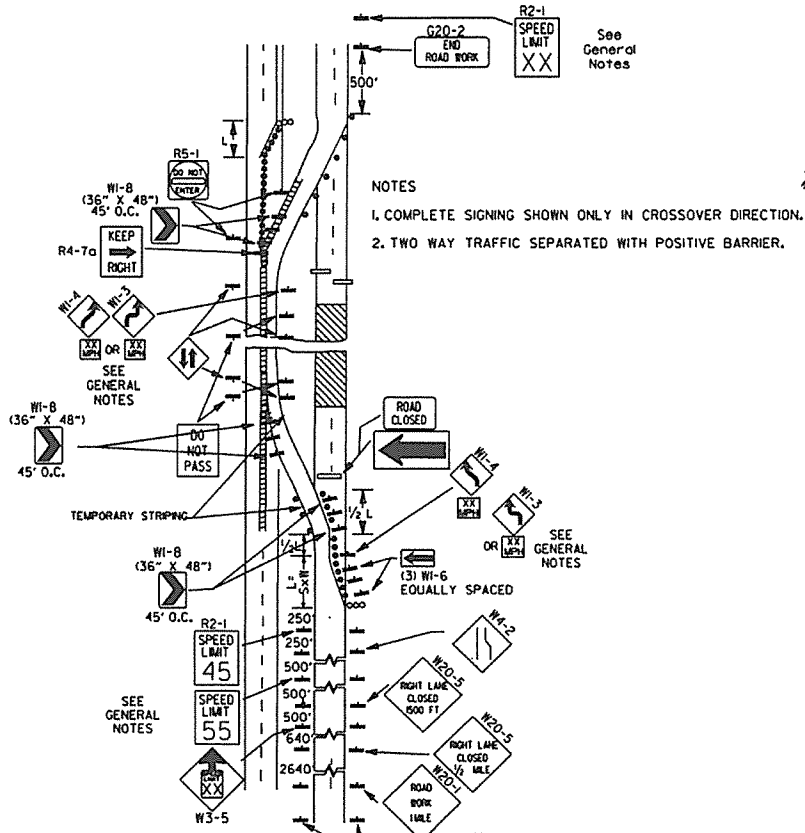 R2-1
SPEED
LIMIT
XX
See
General
Notes
G20-2
END
ROAD WORK
500'
L
R5-1
DO NOT
ENTER
W1-8
(36" X 48")
45' O.C.
KEEP
RIGHT
R4-7a
NOTES
1. COMPLETE SIGNING SHOWN ONLY IN CROSSOVER DIRECTION.
2. TWO WAY TRAFFIC SEPARATED WITH POSITIVE BARRIER.
W1-4
W1-3
XX
MPH
OR
XX
MPH
SEE
GENERAL
NOTES
W1-8
(36" X 48")
45' O.C.
DO
NOT
PASS
ROAD
CLOSED
TEMPORARY STRIPING
W1-4
XX
MPH
W1-3
OR
XX
MPH
SEE
GENERAL
NOTES
1/2 L
1/2 L
L=
SxW
W1-8
(36" X 48")
45' O.C.
(3) W1-6
EQUALLY SPACED
R2-1
SPEED
LIMIT
45
250'
250'
500'
500'
500'
640'
2640'
SPEED
LIMIT
55
SEE
GENERAL
NOTES
XX
W3-5
W4-2
W20-5
RIGHT LANE
CLOSED
1500 FT
W20-5
RIGHT LANE
CLOSED
1/2 MILE
W20-1
ROAD
WORK
1 MILE